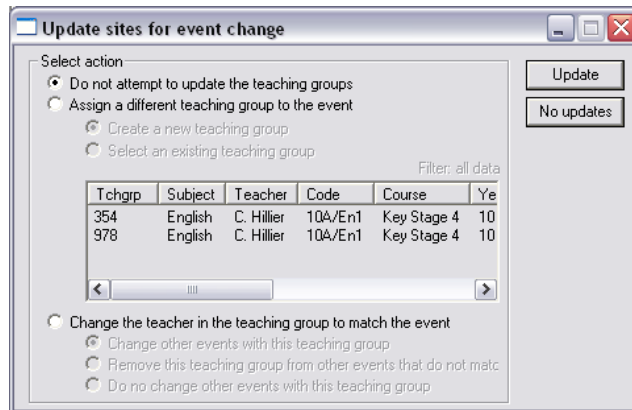 Update sites for event change
Select action
Do not attempt to update the teaching groups
Update
Assign a different teaching group to the event
No updates
Create a new teaching group
Select an existing teaching group
Filter: all data
Tchgrp Subject Teacher Code Course Ye
354 English C. Hillier 10A/En1 Key Stage 4 10
978 English C. Hillier 10A/En1 Key Stage 4 10
Change the teacher in the teaching group to match the event
Change other events with this teaching group
Remove this teaching group from other events that do not matc
Do no change other events with this teaching group